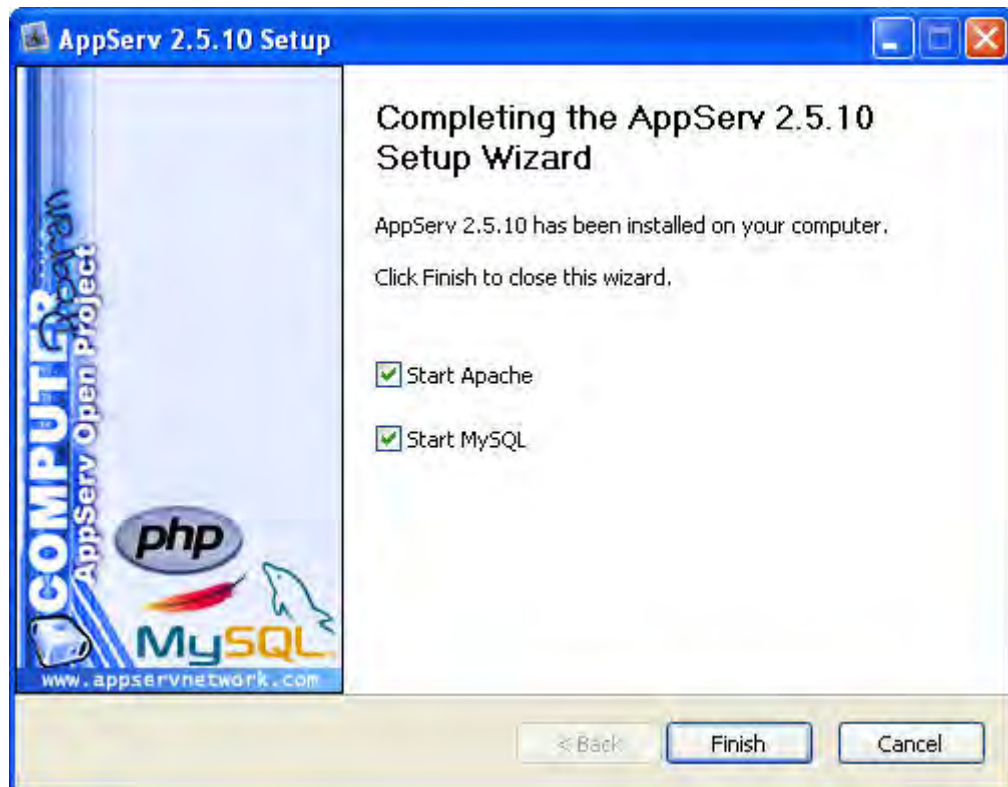 AppServ 2.5.10 Setup
Completing the AppServ 2.5.10
Setup Wizard
AppServ 2.5.10 has been installed on your computer.
Click Finish to close this wizard.
Start Apache
Start MySQL
COMPUTER
Program
AppServ Open Project
php
MySQL
www.appservnetwork.com
< Back
Finish
Cancel